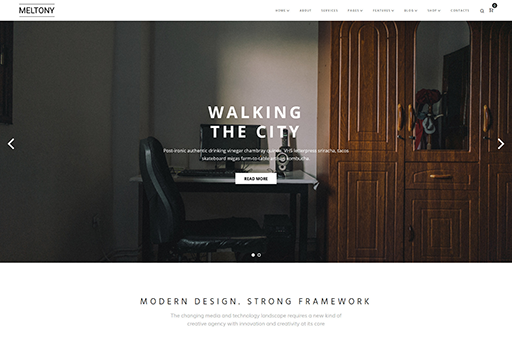 MELTONY
HOME ABOUT SERVICES PAGES FEATURES BLOG SHOP CONTACTS
WALKING
THE CITY
Post-ironic authentic drinking vinegar chambray quinoa, VHS letterpress sriracha, tacos
skateboard migas farm-to-table artisan kombucha.
READ MORE
MODERN DESIGN, STRONG FRAMEWORK
The changing media and technology landscape requires a new kind of
creative agency with innovation and creativity at its core